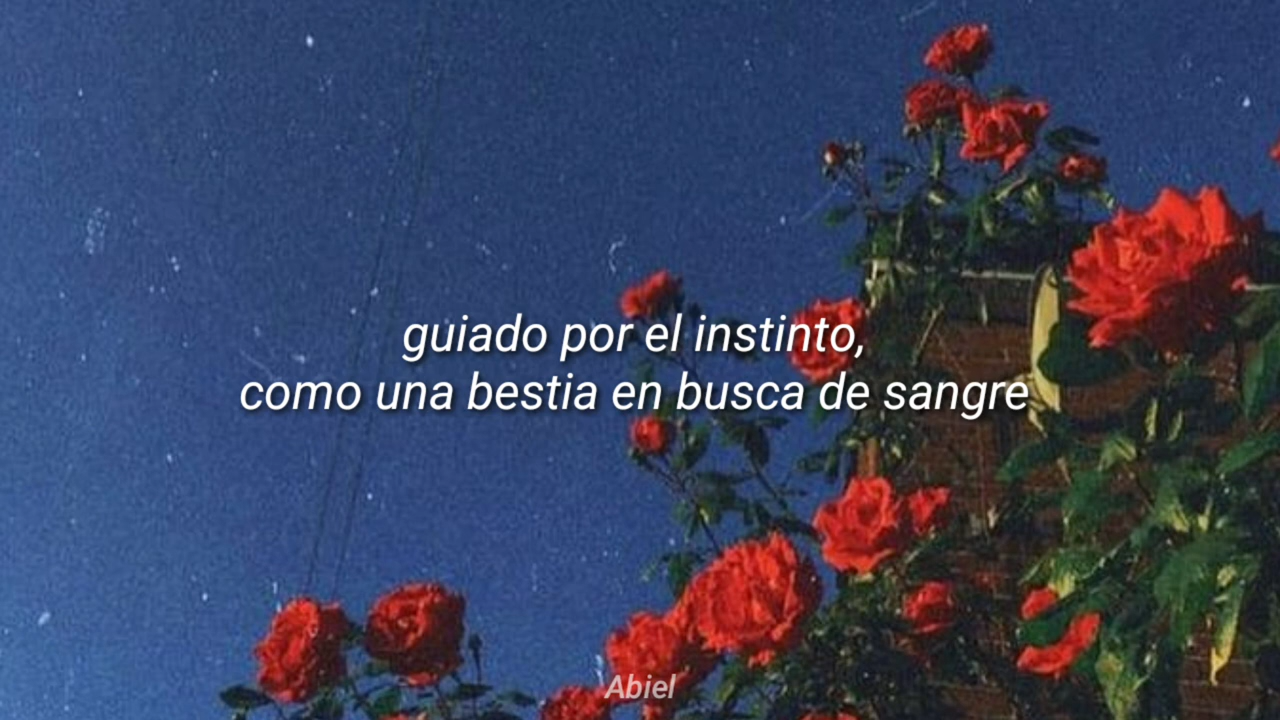 guiado por el instinto,
como una bestia en busca de sangre
Abiel